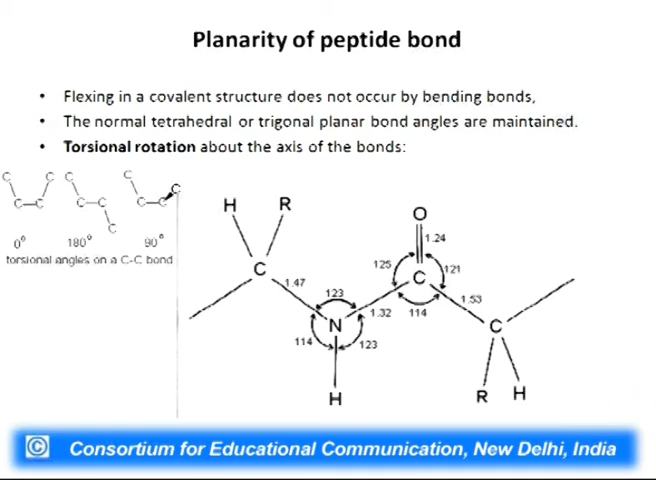 Planarity of peptide bond
• Flexing in a covalent structure does not occur by bending bonds,
• The normal tetrahedral or trigonal planar bond angles are maintained.
• Torsional rotation about the axis of the bonds:
C C C C C
C C C C C C
C
0° 180° 90°
torsional angles on a C-C bond
H R O
1.24
125 C 121
C 1.47 123 1.32 114 1.53
N C
114 123
H R H
© Consortium for Educational Communication, New Delhi, India